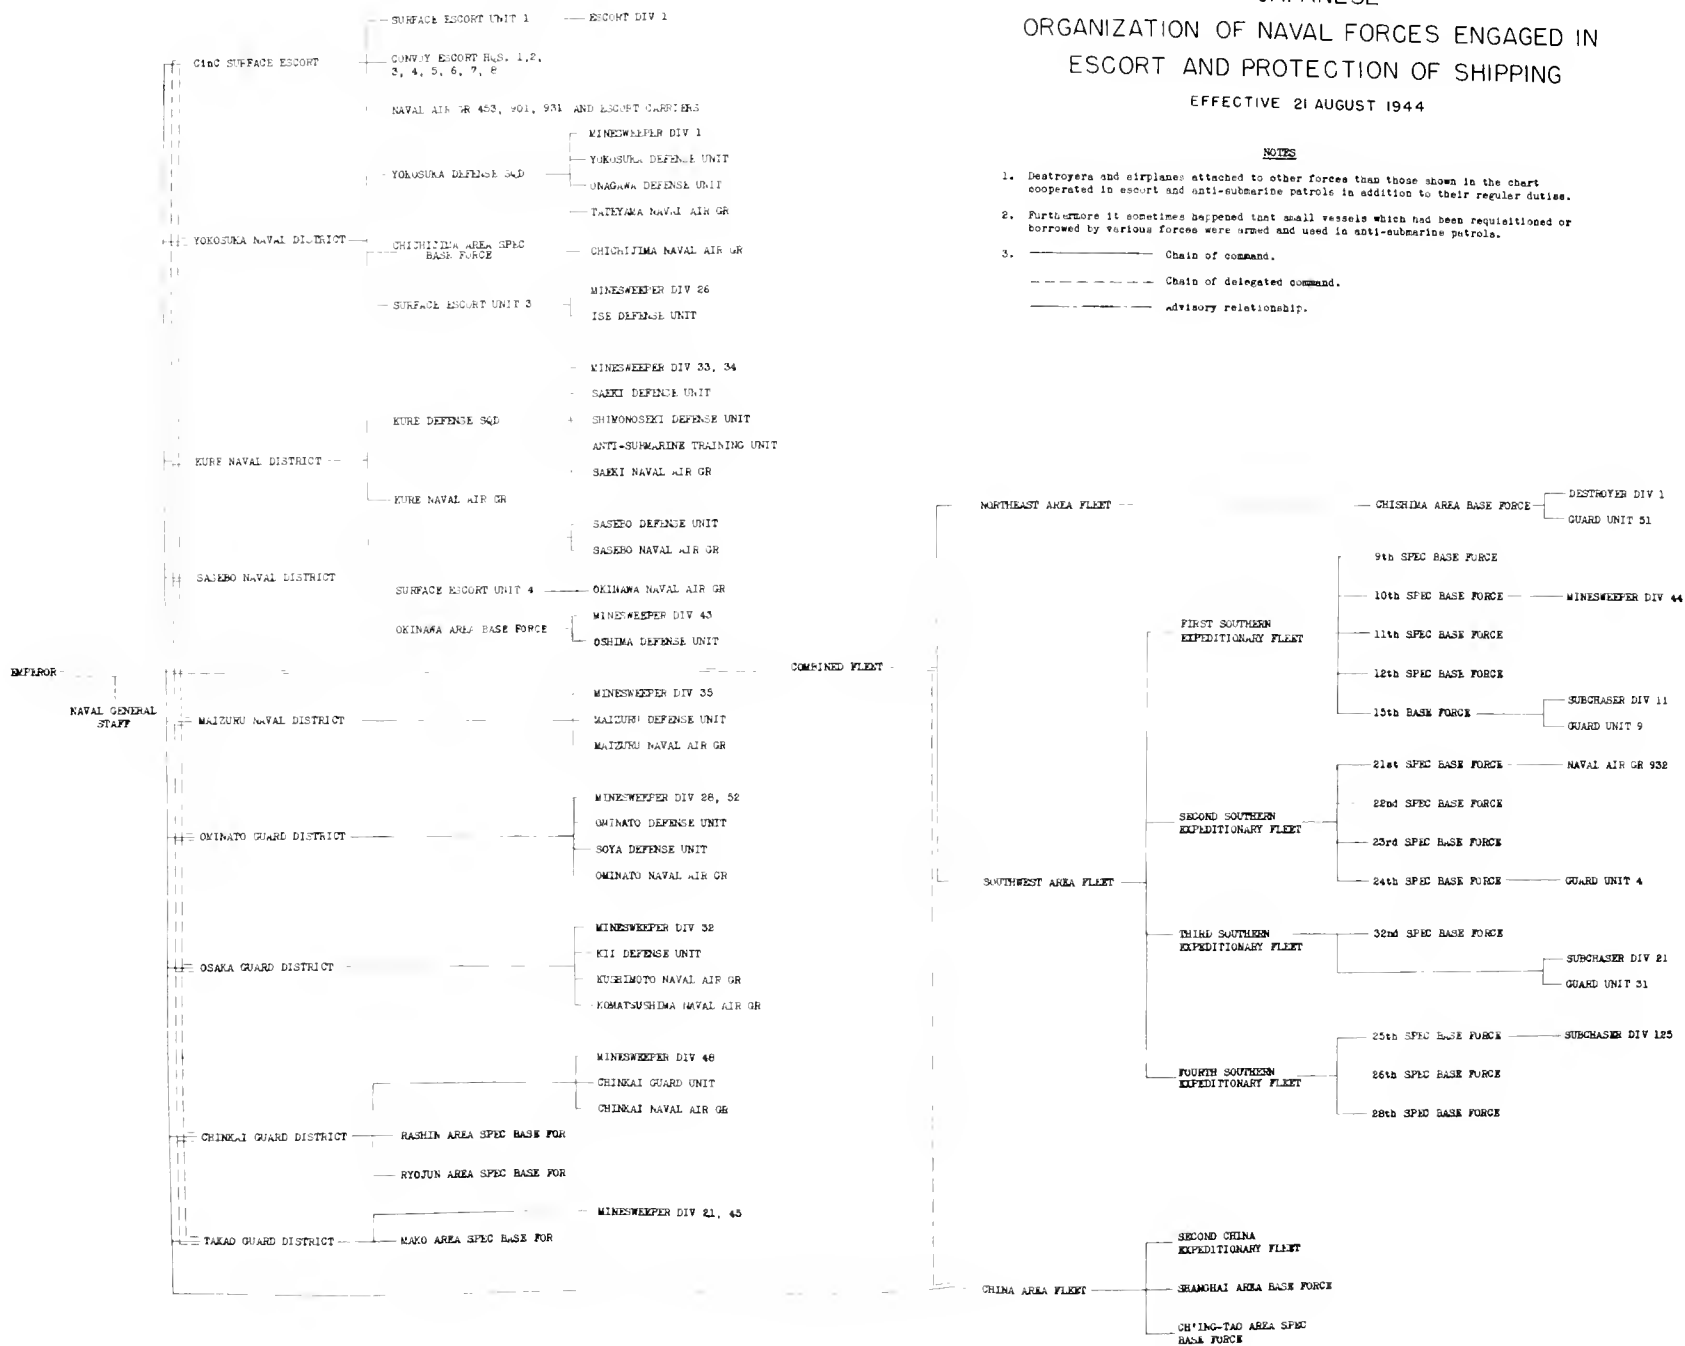 JAPANESE
ORGANIZATION OF NAVAL FORCES ENGAGED IN
ESCORT AND PROTECTION OF SHIPPING
EFFECTIVE 21 AUGUST 1944
NOTES
1. Destroyers and airplanes attached to other forces than those shown in the chart
cooperated in escort and anti-submarine patrols in addition to their regular duties.
2. Furthermore it sometimes happened that small vessels which had been requisitioned or
borrowed by various forces were armed and used in anti-submarine patrols.
3. Chain of command.
Chain of delegated command.
Advisory relationship.
EMPEROR
NAVAL GENERAL
STAFF
CinC SURFACE ESCORT
SURFACE ESCORT UNIT 1
ESCORT DIV 1
CONVOY ESCORT HQS. 1,2,
3, 4, 5, 6, 7, 8
NAVAL AIR GR 453, 901, 931 AND ESCORT CARRIERS
YOKOSUKA NAVAL DISTRICT
YOKOSUKA DEFENSE SQD
MINESWEEPER DIV 1
YOKOSUKA DEFENSE UNIT
ONAGAWA DEFENSE UNIT
TATEYAMA NAVAL AIR GR
CHICHIJIMA AREA SPEC
BASE FORCE
CHICHIJIMA NAVAL AIR GR
SURFACE ESCORT UNIT 3
MINESWEEPER DIV 26
ISE DEFENSE UNIT
KURE NAVAL DISTRICT
KURE DEFENSE SQD
MINESWEEPER DIV 33, 34
SAEKI DEFENSE UNIT
SHIMONOSEKI DEFENSE UNIT
ANTI-SUBMARINE TRAINING UNIT
SAEKI NAVAL AIR GR
KURE NAVAL AIR GR
SASEBO NAVAL DISTRICT
SASEBO DEFENSE UNIT
SASEBO NAVAL AIR GR
SURFACE ESCORT UNIT 4
OKINAWA NAVAL AIR GR
OKINAWA AREA BASE FORCE
MINESWEEPER DIV 43
OSHIMA DEFENSE UNIT
MAIZURU NAVAL DISTRICT
MINESWEEPER DIV 35
MAIZURU DEFENSE UNIT
MAIZURU NAVAL AIR GR
OMINATO GUARD DISTRICT
MINESWEEPER DIV 28, 52
OMINATO DEFENSE UNIT
SOYA DEFENSE UNIT
OMINATO NAVAL AIR GR
OSAKA GUARD DISTRICT
MINESWEEPER DIV 32
KII DEFENSE UNIT
KUSHIMOTO NAVAL AIR GR
KOMATSUSHIMA NAVAL AIR GR
CHINKAI GUARD DISTRICT
MINESWEEPER DIV 48
CHINKAI GUARD UNIT
CHINKAI NAVAL AIR GR
RASHIN AREA SPEC BASE FOR
RYOJUN AREA SPEC BASE FOR
TAKAO GUARD DISTRICT
MINESWEEPER DIV 21, 45
MAKO AREA SPEC BASE FOR
COMBINED FLEET
NORTHEAST AREA FLEET
CHISHIMA AREA BASE FORCE
DESTROYER DIV 1
GUARD UNIT 51
SOUTHWEST AREA FLEET
FIRST SOUTHERN
EXPEDITIONARY FLEET
9th SPEC BASE FORCE
10th SPEC BASE FORCE
MINESWEEPER DIV 44
11th SPEC BASE FORCE
12th SPEC BASE FORCE
15th BASE FORCE
SUBCHASER DIV 11
GUARD UNIT 9
SECOND SOUTHERN
EXPEDITIONARY FLEET
21st SPEC BASE FORCE
NAVAL AIR GR 932
22nd SPEC BASE FORCE
23rd SPEC BASE FORCE
24th SPEC BASE FORCE
GUARD UNIT 4
THIRD SOUTHERN
EXPEDITIONARY FLEET
32nd SPEC BASE FORCE
SUBCHASER DIV 21
GUARD UNIT 31
FOURTH SOUTHERN
EXPEDITIONARY FLEET
25th SPEC BASE FORCE
SUBCHASER DIV 125
26th SPEC BASE FORCE
28th SPEC BASE FORCE
CHINA AREA FLEET
SECOND CHINA
EXPEDITIONARY FLEET
SHANGHAI AREA BASE FORCE
CH'ING-TAO AREA SPEC
BASE FORCE